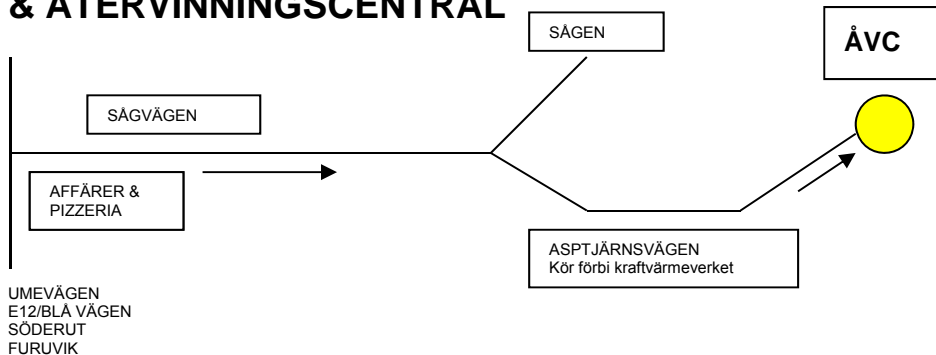 & ÅTERVINNINGSCENTRAL
SÅGEN
ÅVC
SÅGVÄGEN
AFFÄRER &
PIZZERIA
ASPTJÄRNSVÄGEN
Kör förbi kraftvärmeverket
UMEVÄGEN
E12/BLÅ VÄGEN
SÖDERUT
FURUVIK